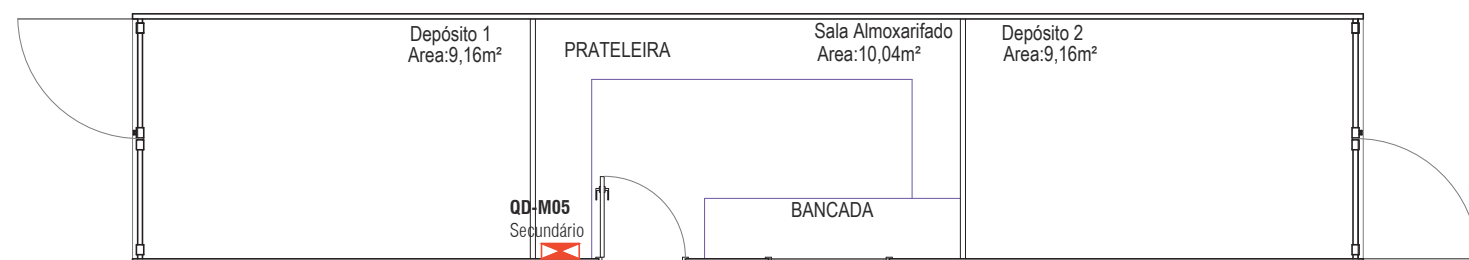 Depósito 1
Area:9,16m²
PRATELEIRA
Sala Almoxarifado
Area:10,04m²
Depósito 2
Area:9,16m²
QD-M05
Secundário
BANCADA